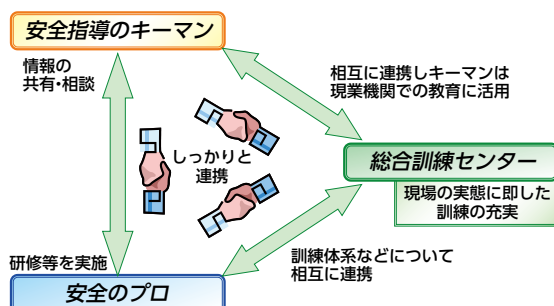 安全指導のキーマン
情報の
共有・相談
相互に連携しキーマンは
現業機関での教育に活用
しっかりと
連携
総合訓練センター
現場の実態に即した
訓練の充実
研修等を実施
訓練体系などについて
相互に連携
安全のプロ